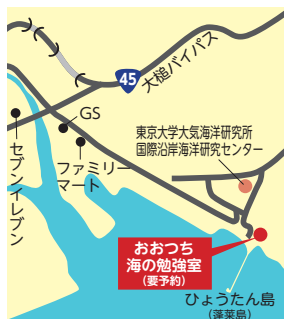 45
大槌バイパス
GS
東京大学大気海洋研究所
国際沿岸海洋研究センター
セブンイレブン
ファミリー
マート
おおつち
海の勉強室
(要予約)
ひょうたん島
(蓬莱島)